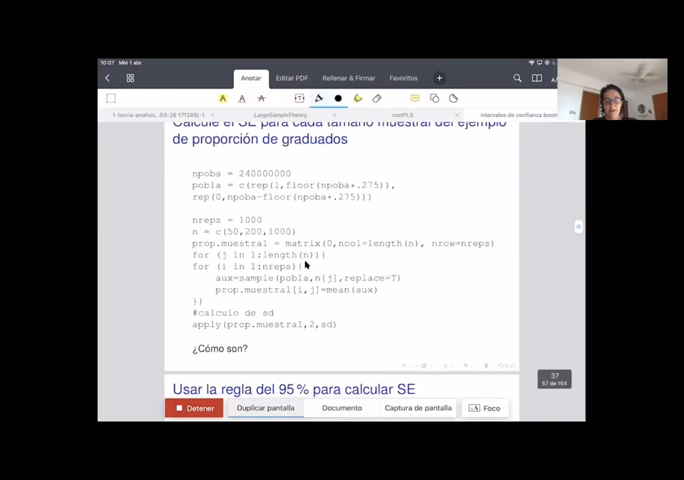 10:07 Mié 1 abr.
Anotar Editar PDF Rellenar & Firmar Favoritos
LargeSampleTheory rootPLS intervalos de confianza boot
Calcule el SE para cada tamaño muestral del ejemplo
de proporción de graduados
npoba = 240000000
pobla = c(rep(1,floor(npoba*.275)),
rep(0,npoba-floor(npoba*.275)))
nreps = 1000
n = c(50,200,1000)
prop.muestral = matrix(0,ncol=length(n), nrow=nreps)
for (j in 1:length(n)){
for (i in 1:nreps){
aux=sample(pobla,n[j],replace=T)
prop.muestral[i,j]=mean(aux)
}}
#calculo de sd
apply(prop.muestral,2,sd)
¿Cómo son?
37
57 de 154
Usar la regla del 95 % para calcular SE
Detener Duplicar pantalla Documento Captura de pantalla Foco